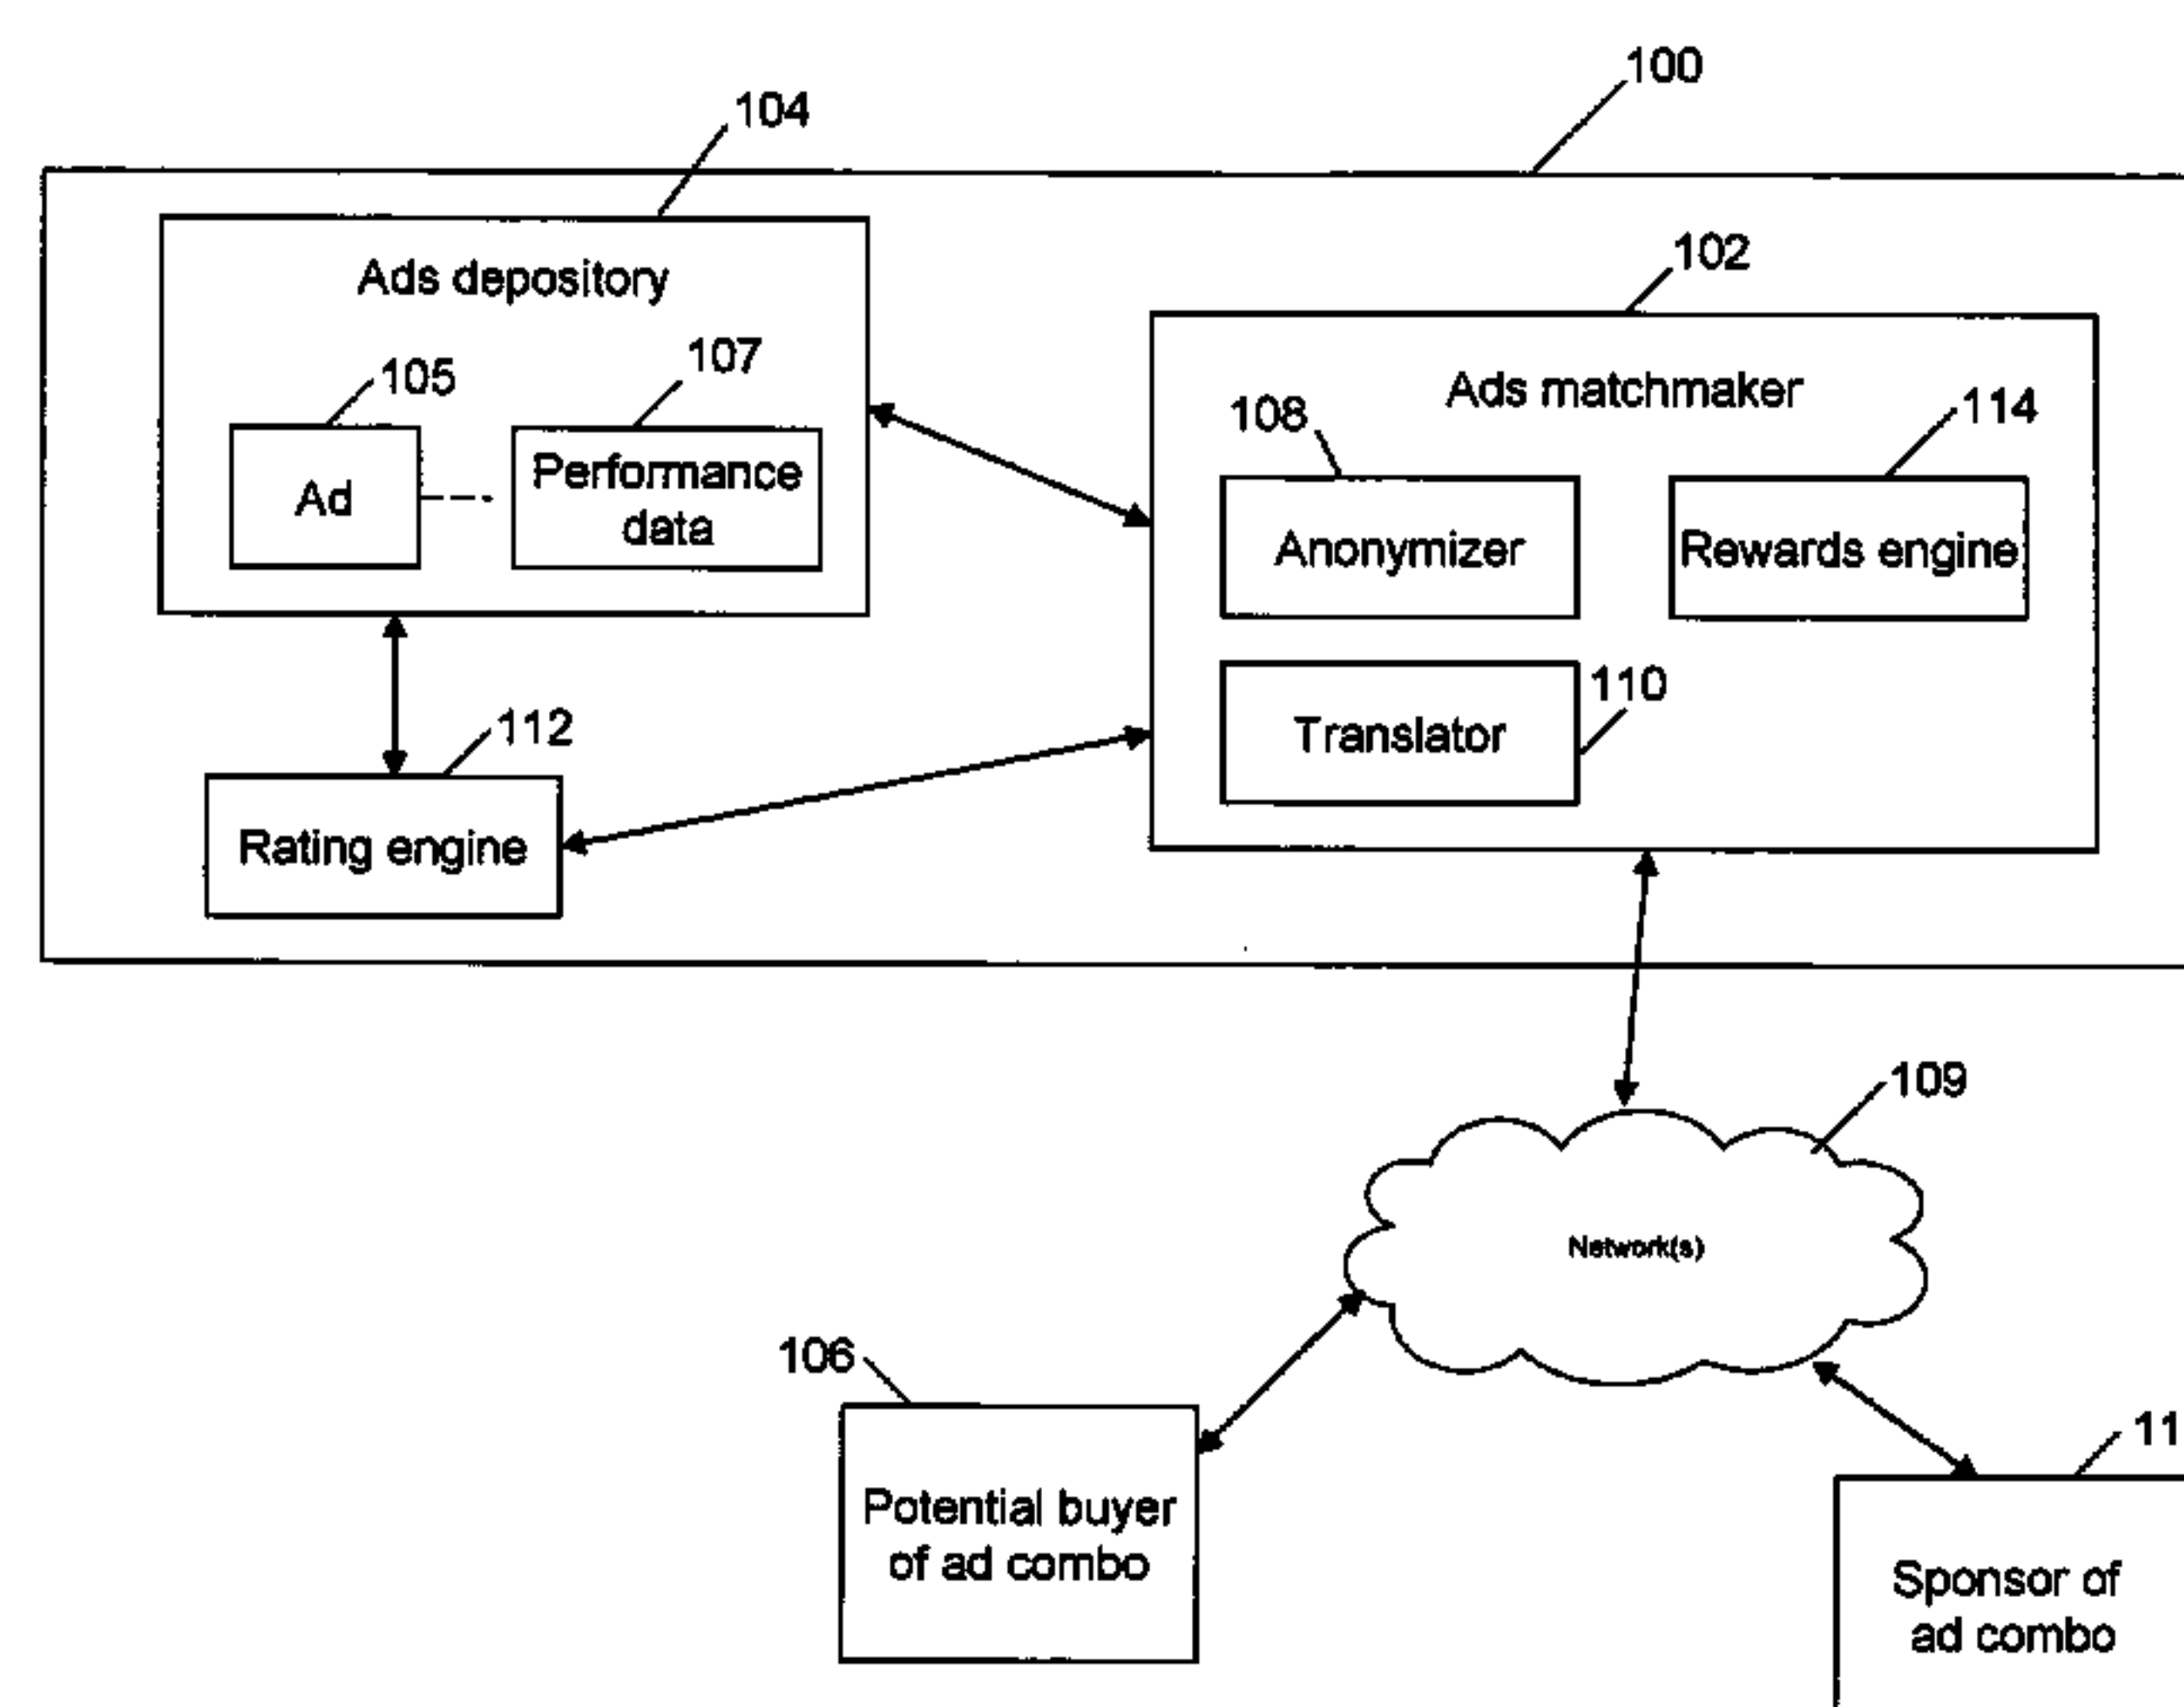 100
104
Ads depository
102
107
105
Ads matchmaker
108
114
Performance
data
Ad
Anonymizer
Rewards engine
110
112
Translator
Rating engine
109
Network(s)
106
11
Potential buyer
of ad combo
Sponsor of
ad combo